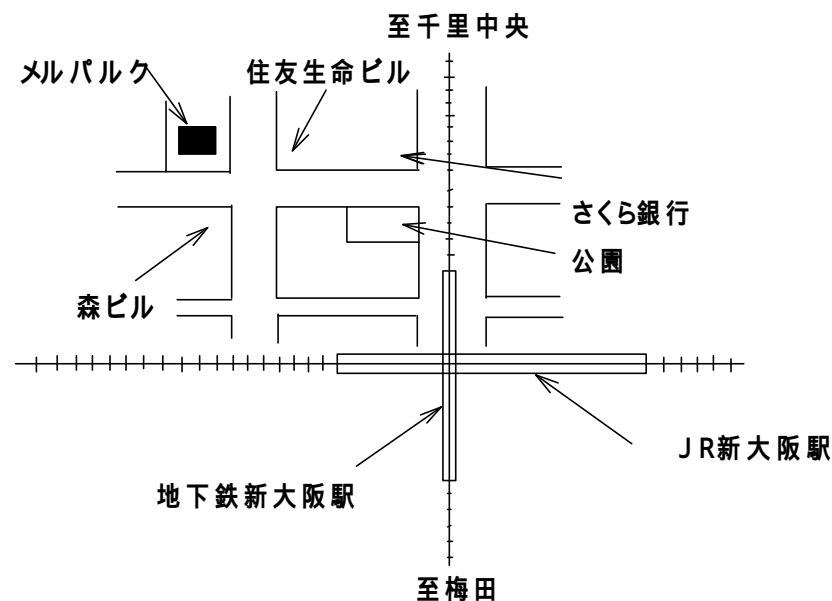 至千里中央
メルパルク
住友生命ビル
さくら銀行
公園
森ビル
JR新大阪駅
地下鉄新大阪駅
至梅田